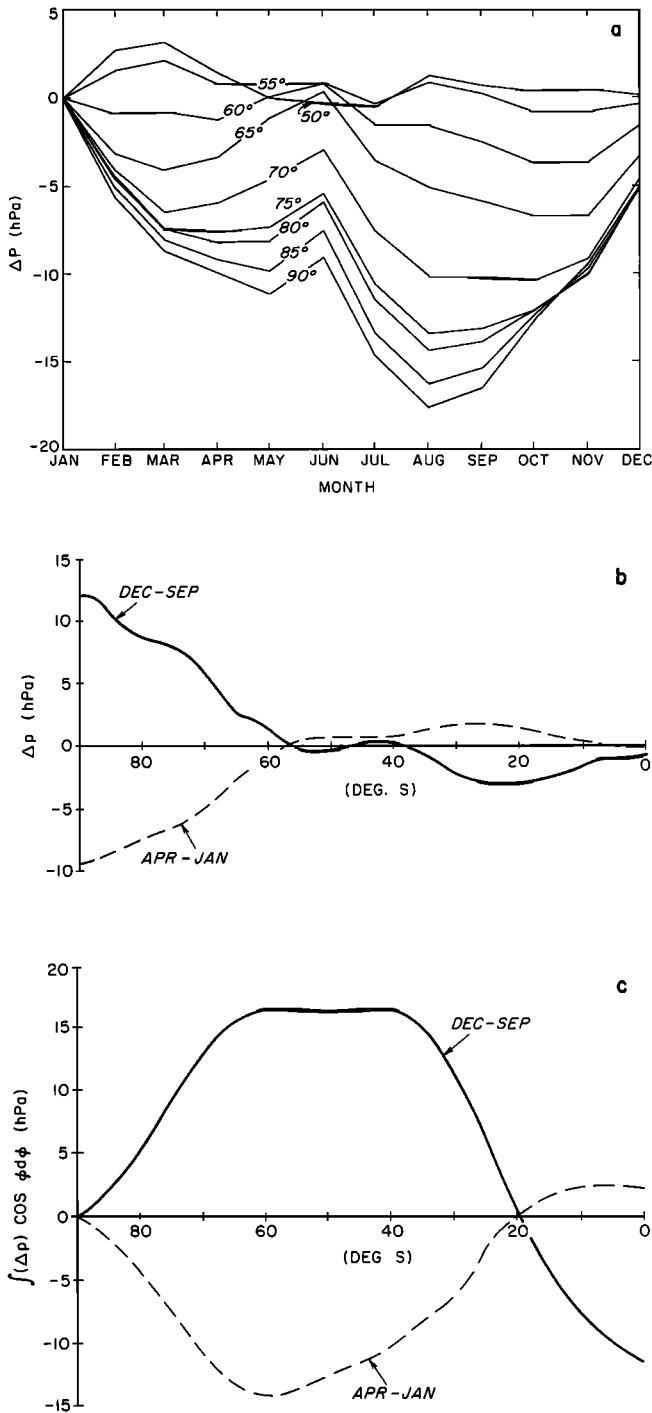 a
5
0
-5
-10
-15
-20
ΔP (hPa)
55°
60°
50°
65°
70°
75°
80°
85°
90°
JAN FEB MAR APR MAY JUN JUL AUG SEP OCT NOV DEC
MONTH
b
15
10
5
0
-5
-10
Δp (hPa)
DEC-SEP
80 60 40 20 0
(DEG. S)
APR-JAN
c
20
15
10
5
0
-5
-10
-15
∫(Δp) COS ϕdϕ (hPa)
DEC-SEP
80 60 40 20 0
(DEG S)
APR-JAN